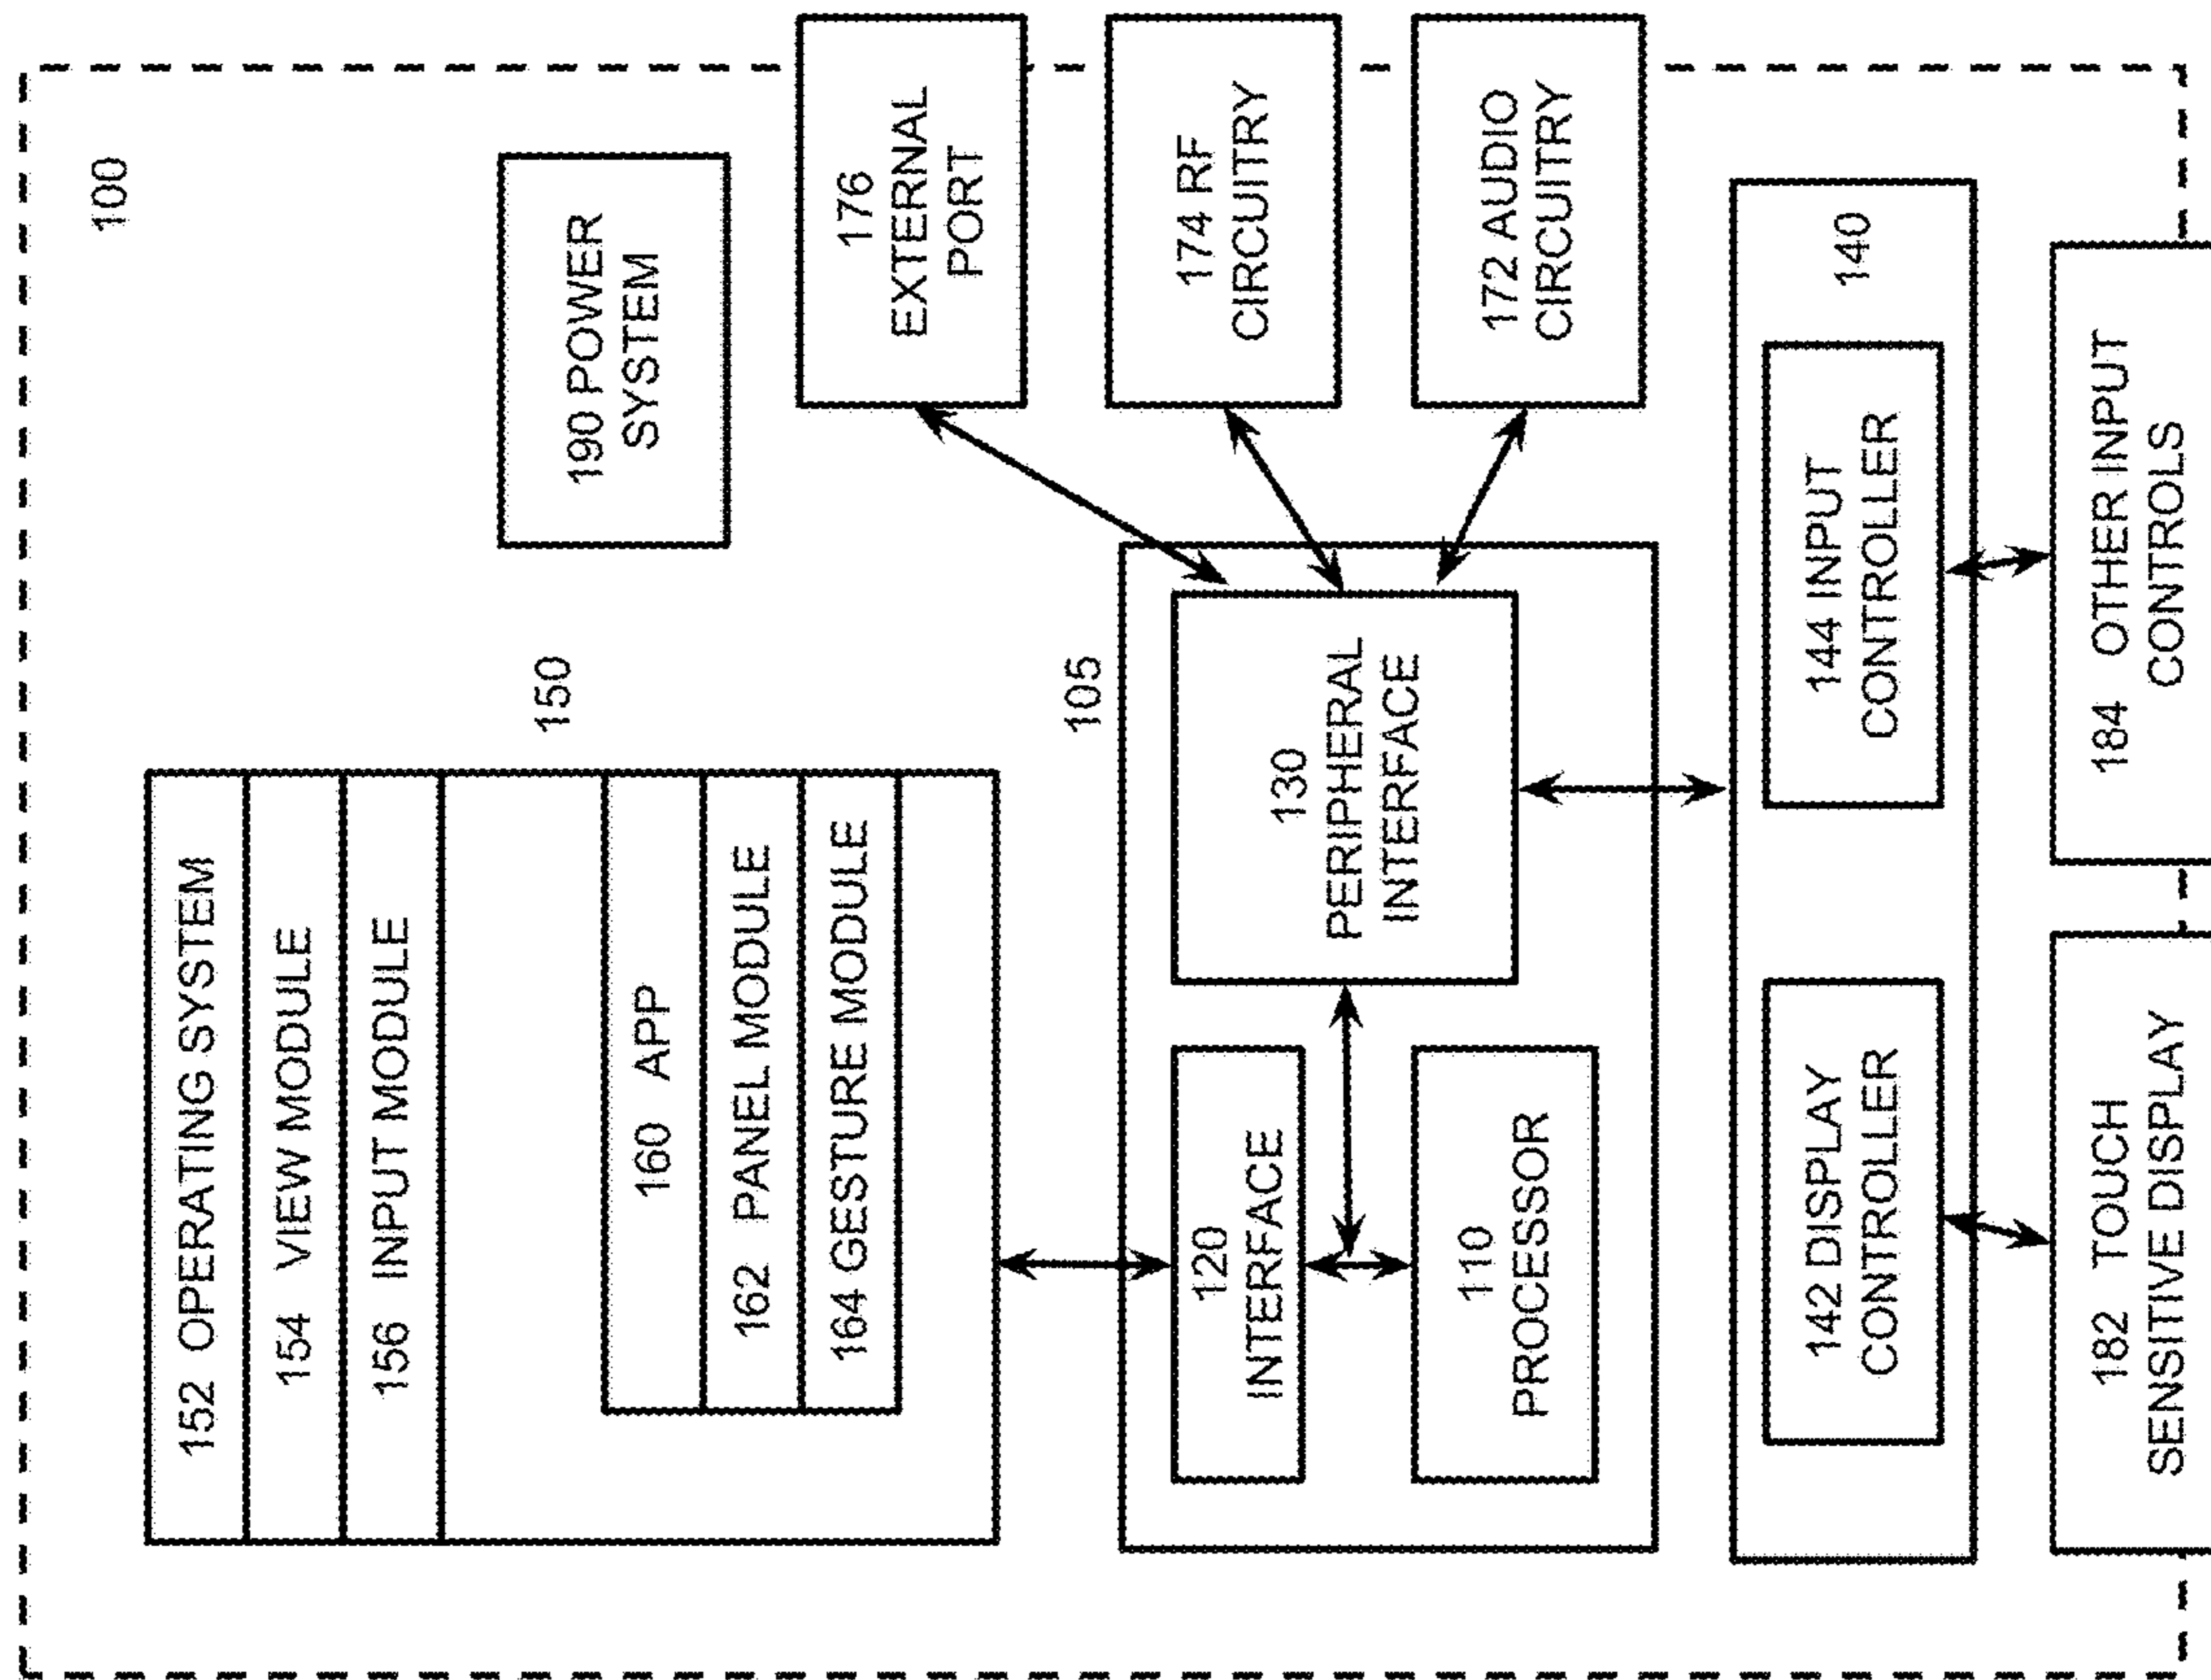 100
152 OPERATING SYSTEM
154 VIEW MODULE
156 INPUT MODULE
150
160 APP
162 PANEL MODULE
164 GESTURE MODULE
190 POWER
SYSTEM
176
EXTERNAL
PORT
105
120
INTERFACE
130
PERIPHERAL
INTERFACE
110
PROCESSOR
174 RF
CIRCUITRY
172 AUDIO
CIRCUITRY
142 DISPLAY
CONTROLLER
144 INPUT
CONTROLLER
140
182 TOUCH
SENSITIVE DISPLAY
184 OTHER INPUT
CONTROLS